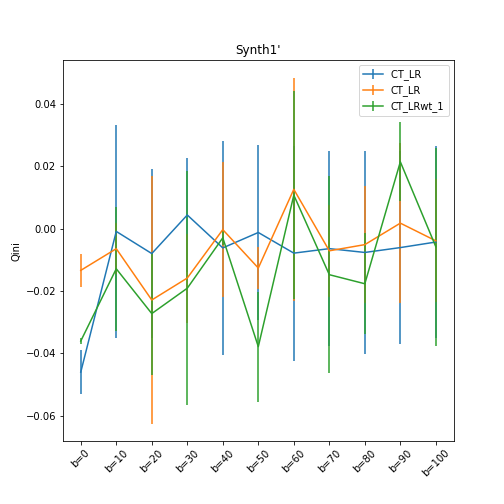 Synth1'
CT_LR
CT_LR
CT_LRwt_1
Qini
0.04
0.02
0.00
−0.02
−0.04
−0.06
b=0
b=10
b=20
b=30
b=40
b=50
b=60
b=70
b=80
b=90
b=100